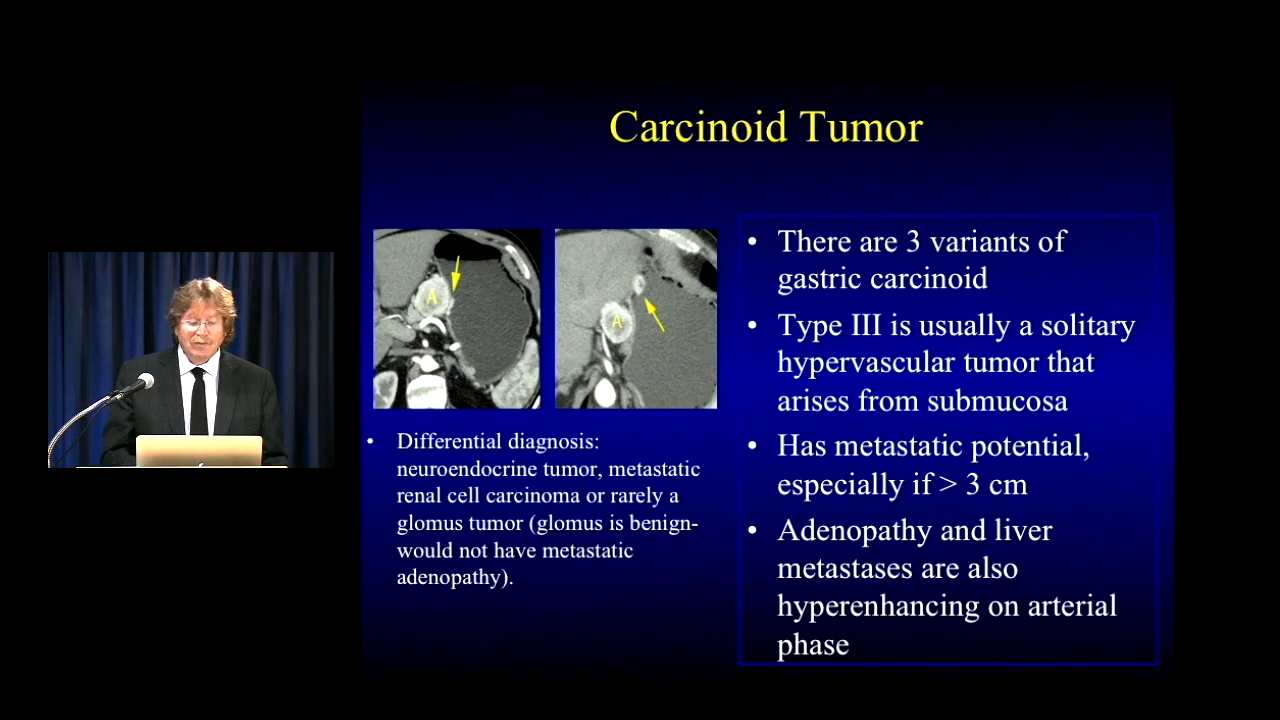 Carcinoid Tumor
A
A
• Differential diagnosis:
neuroendocrine tumor, metastatic
renal cell carcinoma or rarely a
glomus tumor (glomus is benign-
would not have metastatic
adenopathy).
• There are 3 variants of
gastric carcinoid
• Type III is usually a solitary
hypervascular tumor that
arises from submucosa
• Has metastatic potential,
especially if > 3 cm
• Adenopathy and liver
metastases are also
hyperenhancing on arterial
phase